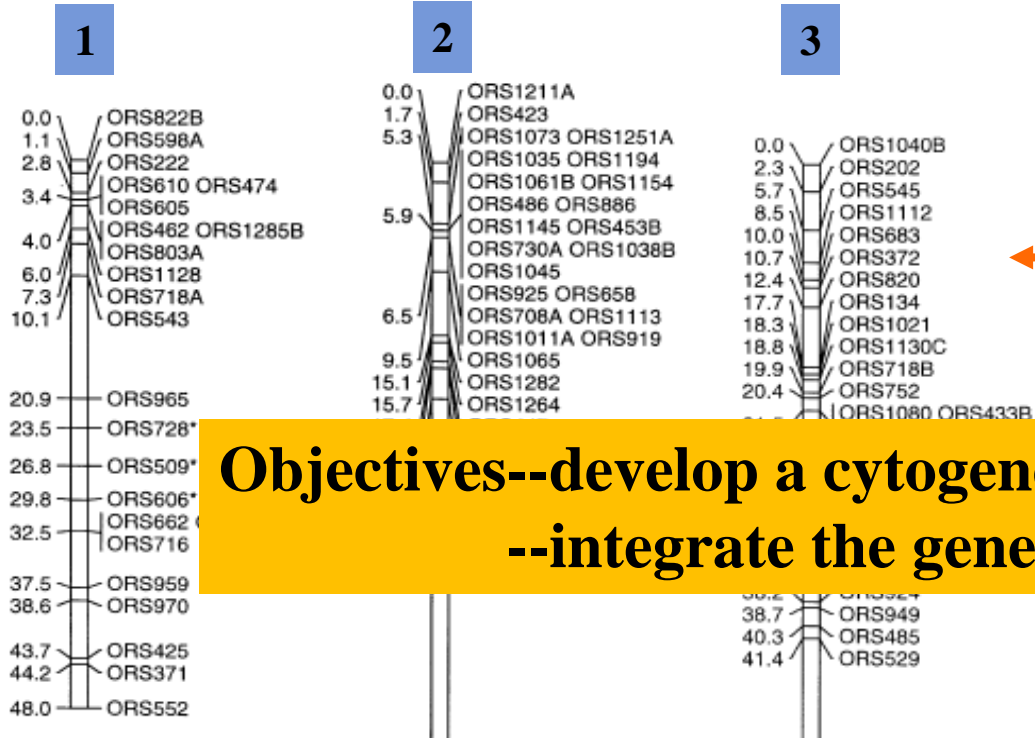 1
0.0 ORS822B
1.1 ORS598A
2.8 ORS222
ORS610 ORS474
3.4
ORS605
ORS462 ORS1285B
4.0
ORS803A
6.0 ORS1128
7.3 ORS718A
10.1 ORS543
20.9 ORS965
23.5 ORS728*
26.8 ORS509*
29.8 ORS606*
ORS662
32.5
ORS716
37.5 ORS959
38.6 ORS970
43.7 ORS425
44.2 ORS371
48.0 ORS552
2
0.0 ORS1211A
1.7 ORS423
5.3 ORS1073 ORS1251A
ORS1035 ORS1194
ORS1061B ORS1154
5.9 ORS486 ORS886
ORS1145 ORS453B
ORS730A ORS1038B
ORS1045
ORS925 ORS658
6.5 ORS708A ORS1113
ORS1011A ORS919
9.5 ORS1065
15.1 ORS1282
15.7 ORS1264
3
0.0 ORS1040B
2.3 ORS202
5.7 ORS545
8.5 ORS1112
10.0 ORS683
10.7 ORS372
12.4 ORS820
17.7 ORS134
18.3 ORS1021
18.8 ORS1130C
19.9 ORS718B
20.4 ORS752
ORS1080 ORS433B
38.7 ORS949
40.3 ORS485
41.4 ORS529
Objectives--develop a cytogen
--integrate the gene